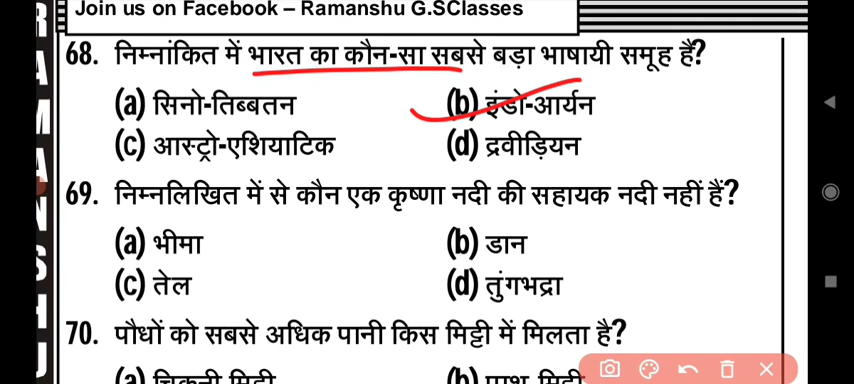 Join us on Facebook – Ramanshu G.SClasses
68. निम्नांकित में भारत का कौन-सा सबसे बड़ा भाषायी समूह हैं?
(a) सिनो-तिब्बतन (b) इंडो-आर्यन
(c) आस्ट्रो-एशियाटिक (d) द्रवीड़ियन
69. निम्नलिखित में से कौन एक कृष्णा नदी की सहायक नदी नहीं हैं?
(a) भीमा (b) डान
(c) तेल (d) तुंगभद्रा
70. पौधों को सबसे अधिक पानी किस मिट्टी में मिलता है?
(a) चिकनी मिट्टी (b) मिट्टी